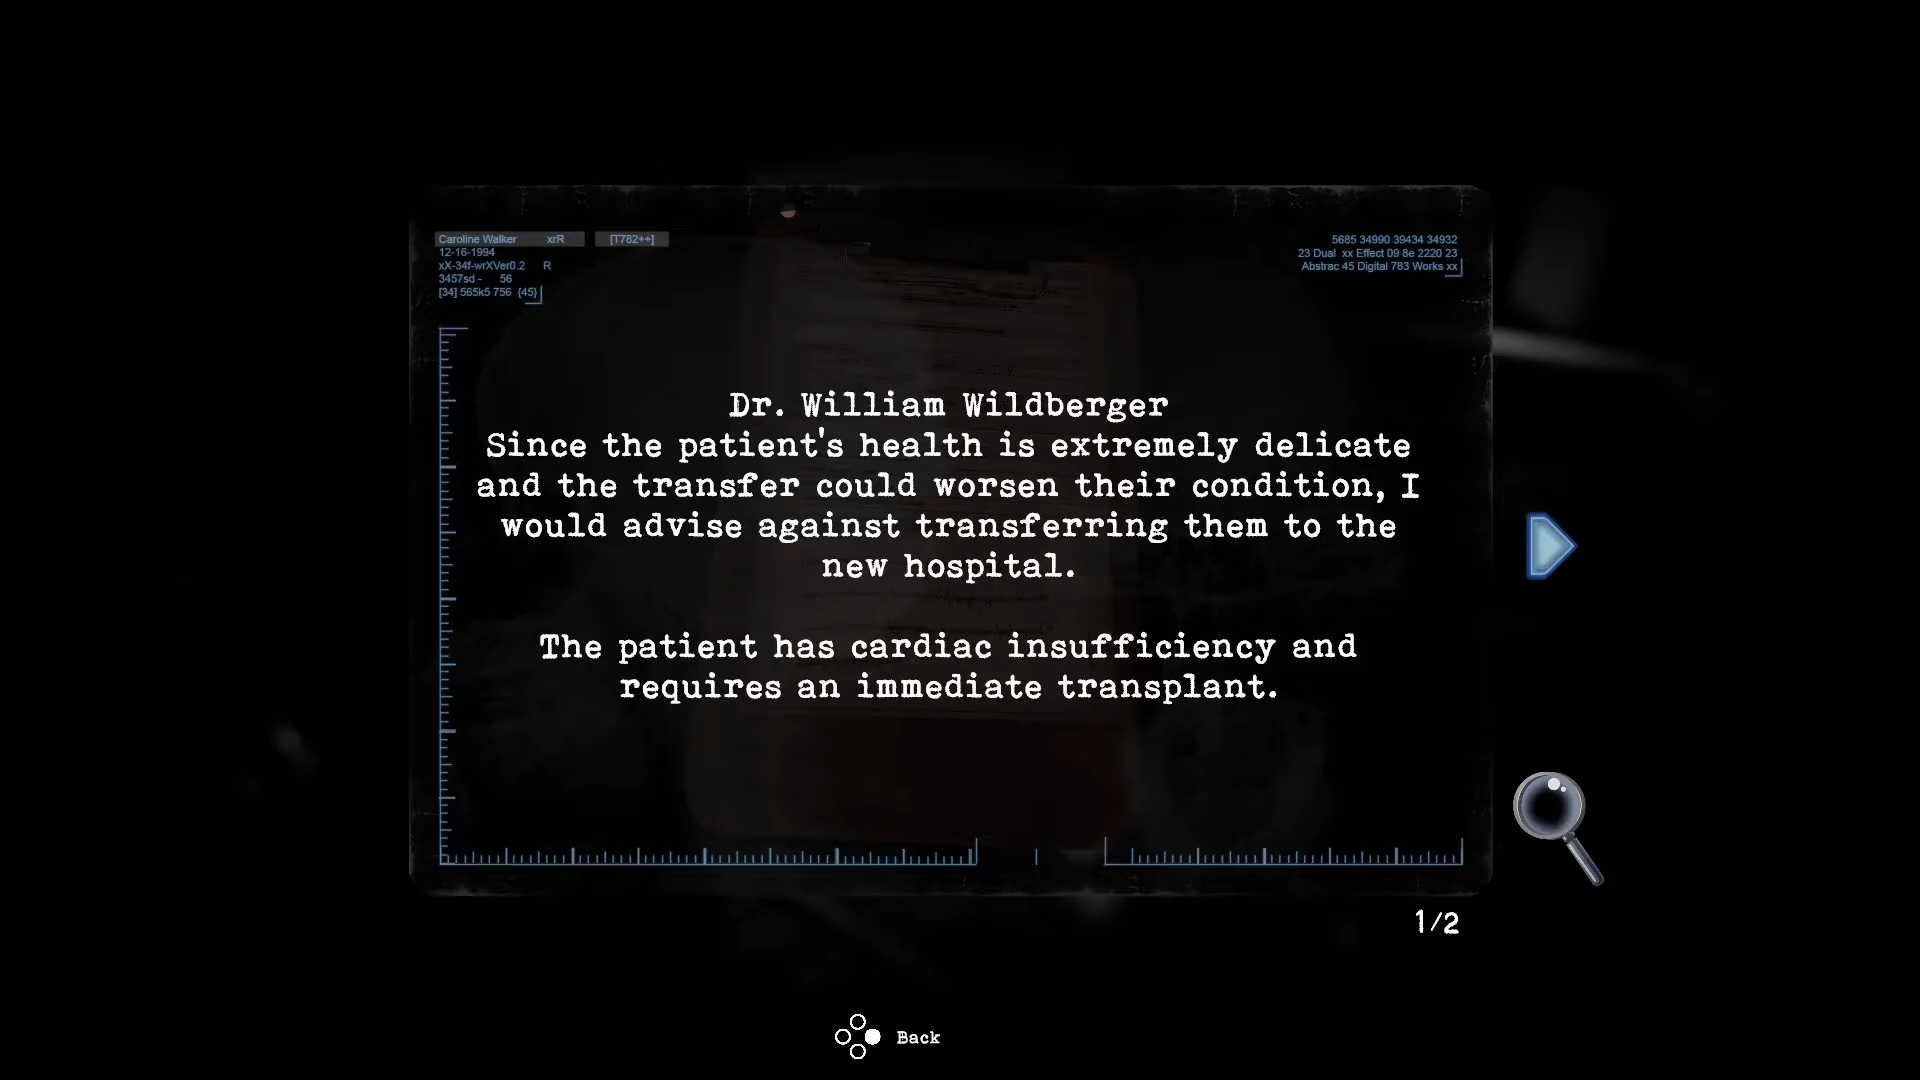 Caroline Walker xrR [T782++]
12-16-1994
xX-34f-wrXVer0.2 R
3457sd - 56
[34] 565k5 756 {45}
5685 34990 39434 34932
23 Dual xx Effect 09 8e 2220 23
Abstrac 45 Digital 783 Works xx
Dr. William Wildberger
Since the patient's health is extremely delicate
and the transfer could worsen their condition, I
would advise against transferring them to the
new hospital.
The patient has cardiac insufficiency and
requires an immediate transplant.
1/2
Back